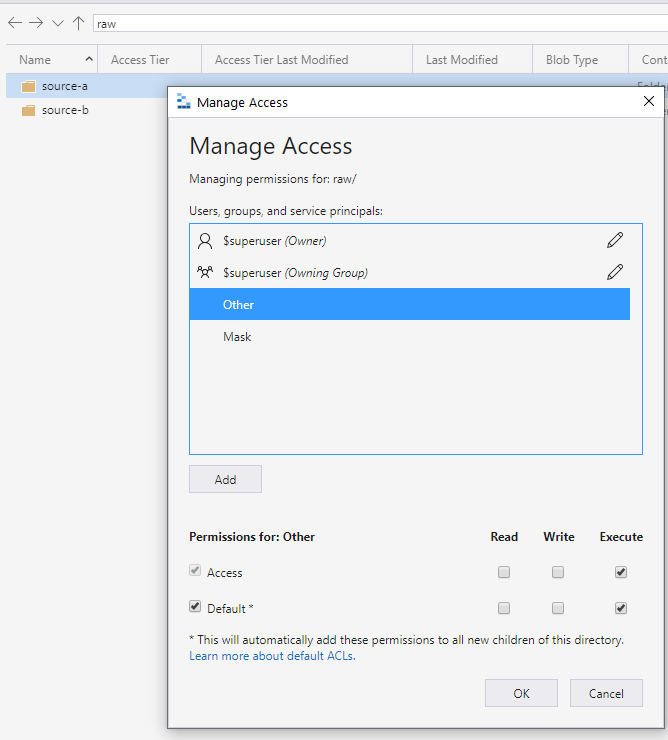 raw
Name Access Tier Access Tier Last Modified Last Modified Blob Type
source-a
source-b
Manage Access
Manage Access
Managing permissions for: raw/
Users, groups, and service principals:
$superuser (Owner)
$superuser (Owning Group)
Other
Mask
Add
Permissions for: Other Read Write Execute
Access
Default *
* This will automatically add these permissions to all new children of this directory.
Learn more about default ACLs.
OK Cancel